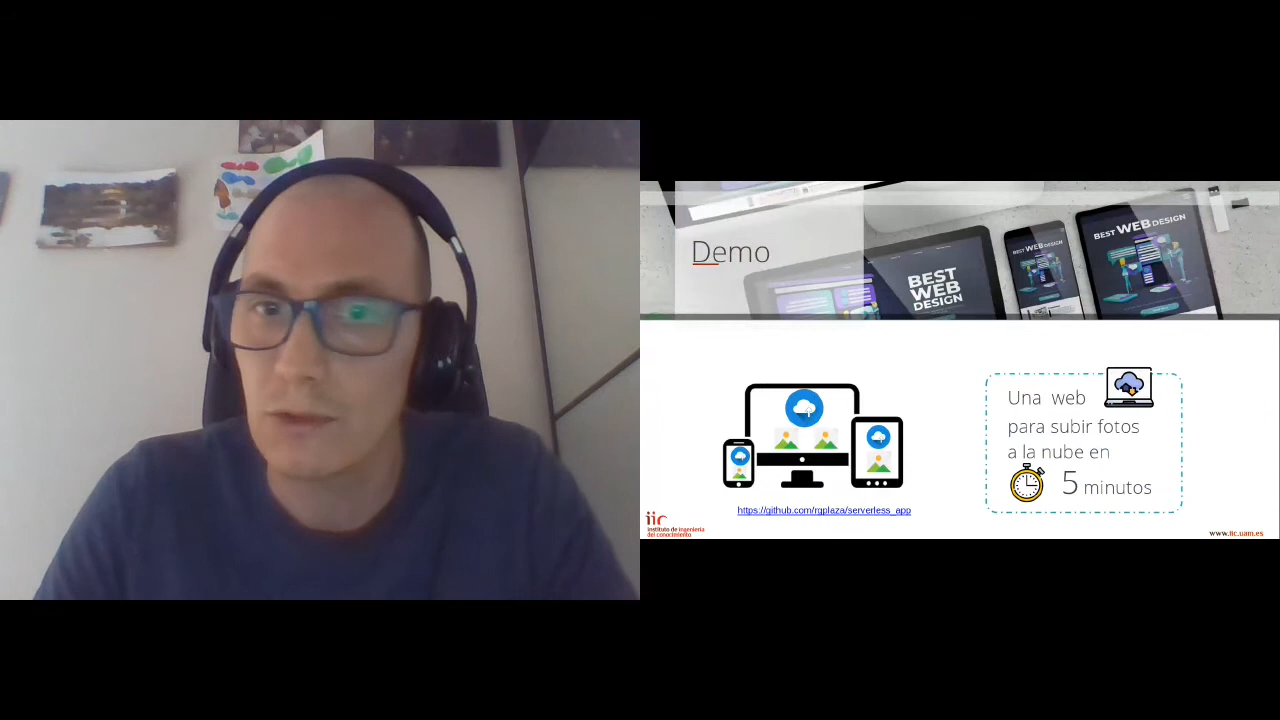 Demo
BEST
WEB
DESIGN
BEST WEB DESIGN
BEST WEB DESIGN
Una web
para subir fotos
a la nube en
5 minutos
https://github.com/rgplaza/serverless_app
iic
instituto de ingeniería
del conocimiento
www.iic.uam.es